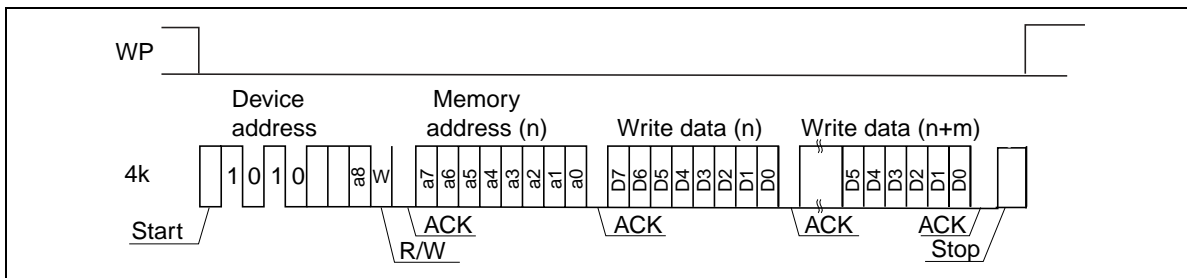 WP
Device address
Memory address (n)
Write data (n)
Write data (n+m)
4k
1 0 1 0 a8 W a7 a6 a5 a4 a3 a2 a1 a0 D7 D6 D5 D4 D3 D2 D1 D0 D5 D4 D3 D2 D1 D0
Start
R/W
ACK
ACK
ACK
ACK
Stop